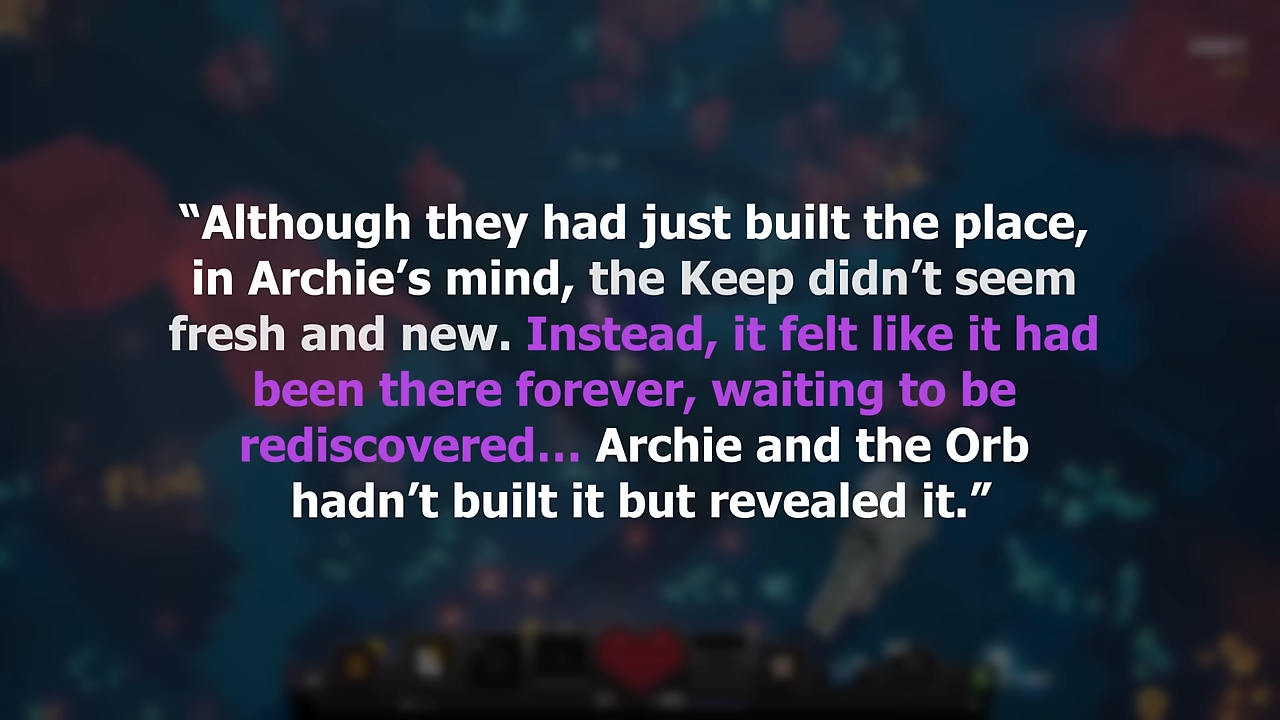 “Although they had just built the place,
in Archie’s mind, the Keep didn’t seem
fresh and new. Instead, it felt like it had
been there forever, waiting to be
rediscovered... Archie and the Orb
hadn’t built it but revealed it.”